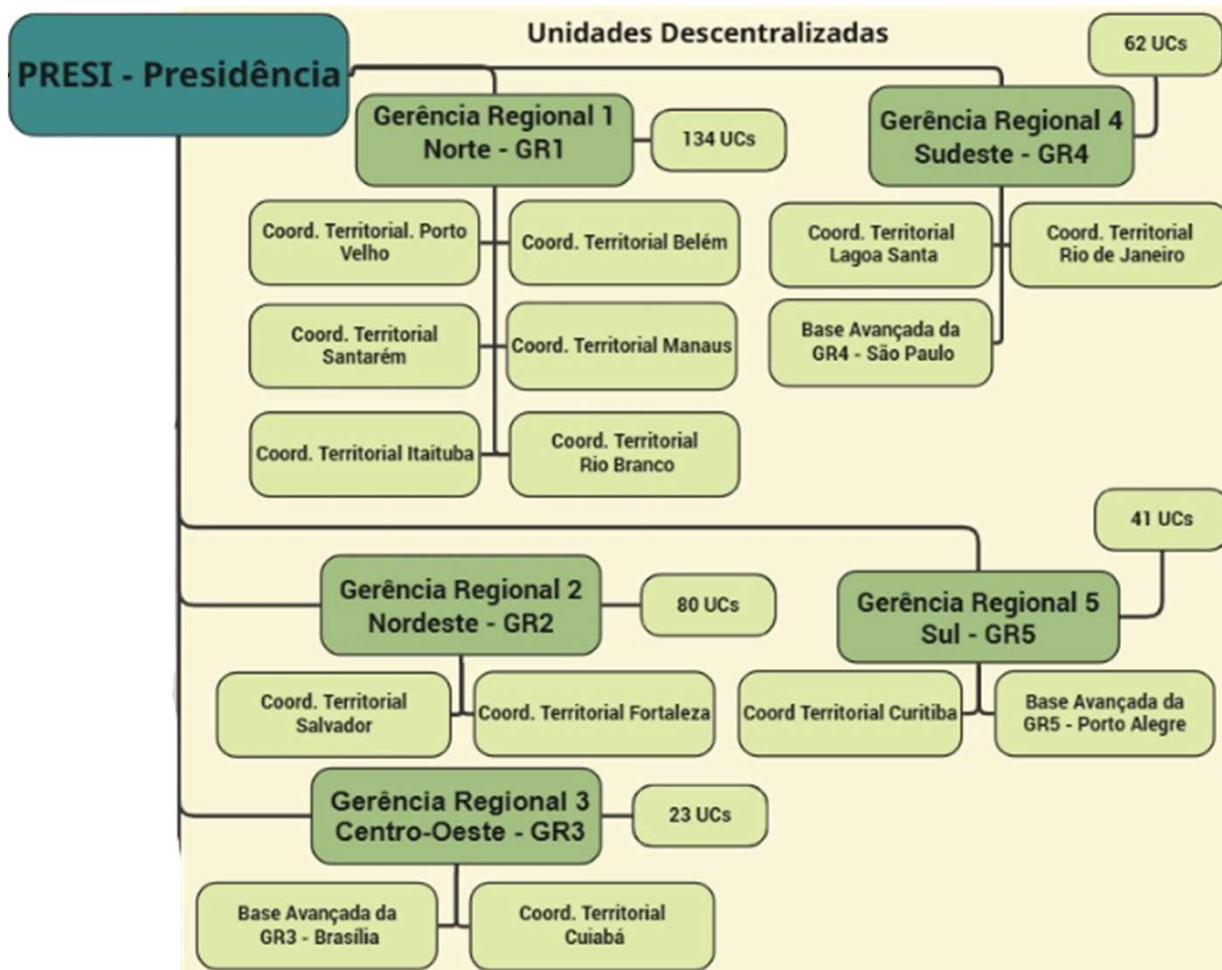 Unidades Descentralizadas
62 UCs
PRESI - Presidência
Gerência Regional 1
Norte - GR1
134 UCs
Gerência Regional 4
Sudeste - GR4
Coord. Territorial. Porto
Velho
Coord. Territorial Belém
Coord. Territorial
Lagoa Santa
Coord. Territorial
Rio de Janeiro
Coord. Territorial
Santarém
Coord. Territorial Manaus
Base Avançada da
GR4 - São Paulo
Coord. Territorial Itaituba
Coord. Territorial
Rio Branco
41 UCs
Gerência Regional 2
Nordeste - GR2
80 UCs
Gerência Regional 5
Sul - GR5
Coord. Territorial
Salvador
Coord. Territorial Fortaleza
Coord Territorial Curitiba
Base Avançada da
GR5 - Porto Alegre
Gerência Regional 3
Centro-Oeste - GR3
23 UCs
Base Avançada da
GR3 - Brasília
Coord. Territorial
Cuiabá